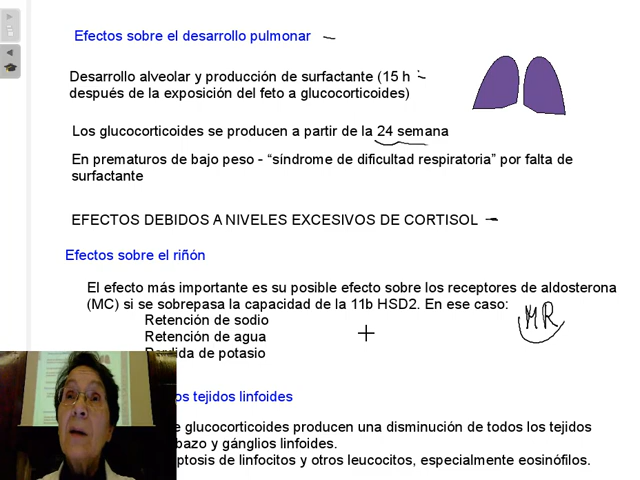 Efectos sobre el desarrollo pulmonar
Desarrollo alveolar y producción de surfactante (15 h
después de la exposición del feto a glucocorticoides)
Los glucocorticoides se producen a partir de la 24 semana
En prematuros de bajo peso - “síndrome de dificultad respiratoria” por falta de
surfactante
EFECTOS DEBIDOS A NIVELES EXCESIVOS DE CORTISOL
Efectos sobre el riñón
El efecto más importante es su posible efecto sobre los receptores de aldosterona
(MC) si se sobrepasa la capacidad de la 11b HSD2. En ese caso:
MR
Retención de sodio
Retención de agua
de potasio
tejidos linfoides
glucocorticoides producen una disminución de todos los tejidos
bazo y gánglios linfoides.
de linfocitos y otros leucocitos, especialmente eosinófilos.